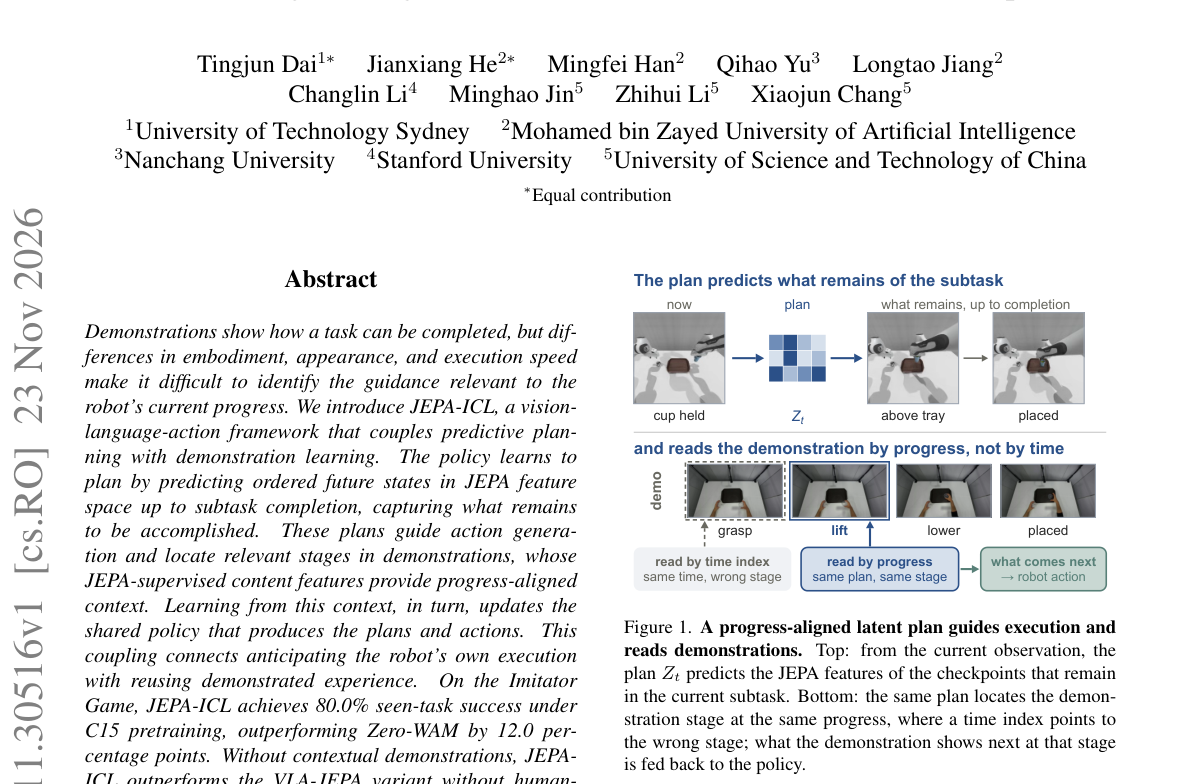 Tingjun Dai1* Jianxiang He2* Mingfei Han2 Qihao Yu3 Longtao Jiang2
Changlin Li4 Minghao Jin5 Zhihui Li5 Xiaojun Chang5
1University of Technology Sydney 2Mohamed bin Zayed University of Artificial Intelligence
3Nanchang University 4Stanford University 5University of Science and Technology of China
*Equal contribution
11.30516v1 [cs.RO] 23 Nov 2026
Abstract
Demonstrations show how a task can be completed, but dif-
ferences in embodiment, appearance, and execution speed
make it difficult to identify the guidance relevant to the
robot's current progress. We introduce JEPA-ICL, a vision-
language-action framework that couples predictive plan-
ning with demonstration learning. The policy learns to
plan by predicting ordered future states in JEPA feature
space up to subtask completion, capturing what remains
to be accomplished. These plans guide action genera-
tion and locate relevant stages in demonstrations, whose
JEPA-supervised content features provide progress-aligned
context. Learning from this context, in turn, updates the
shared policy that produces the plans and actions. This
coupling connects anticipating the robot's own execution
with reusing demonstrated experience. On the Imitator
Game, JEPA-ICL achieves 80.0% seen-task success under
C15 pretraining, outperforming Zero-WAM by 12.0 per-
centage points. Without contextual demonstrations, JEPA-
ICL outperforms the VLA-JEPA variant without human-
The plan predicts what remains of the subtask
now plan what remains, up to completion
cup held Zt above tray placed
and reads the demonstration by progress, not by time
demo
grasp lift lower placed
read by time index read by progress what comes next
same time, wrong stage same plan, same stage → robot action
Figure 1. A progress-aligned latent plan guides execution and
reads demonstrations. Top: from the current observation, the
plan Zt predicts the JEPA features of the checkpoints that remain
in the current subtask. Bottom: the same plan locates the demon-
stration stage at the same progress, where a time index points to
the wrong stage; what the demonstration shows next at that stage
is fed back to the policy.